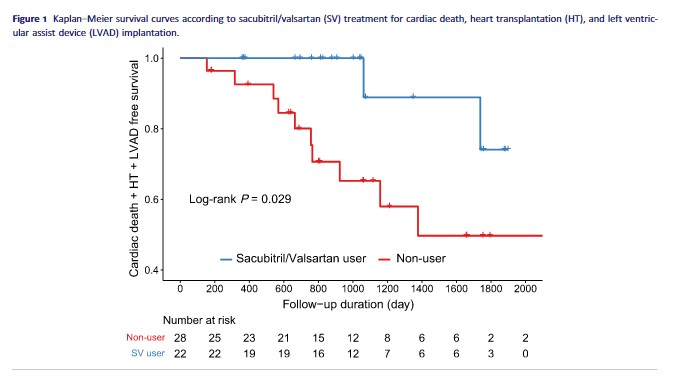 Figure 1 Kaplan–Meier survival curves according to sacubitril/valsartan (SV) treatment for cardiac death, heart transplantation (HT), and left ventric-
ular assist device (LVAD) implantation.
Cardiac death + HT + LVAD free survival
1.0
0.8
0.6
0.4
Log-rank P = 0.029
Sacubitril/Valsartan user Non-user
0 200 400 600 800 1000 1200 1400 1600 1800 2000
Follow-up duration (day)
Number at risk
Non-user 28 25 23 21 15 12 8 6 6 2 2
SV user 22 22 19 19 16 12 7 6 6 3 0